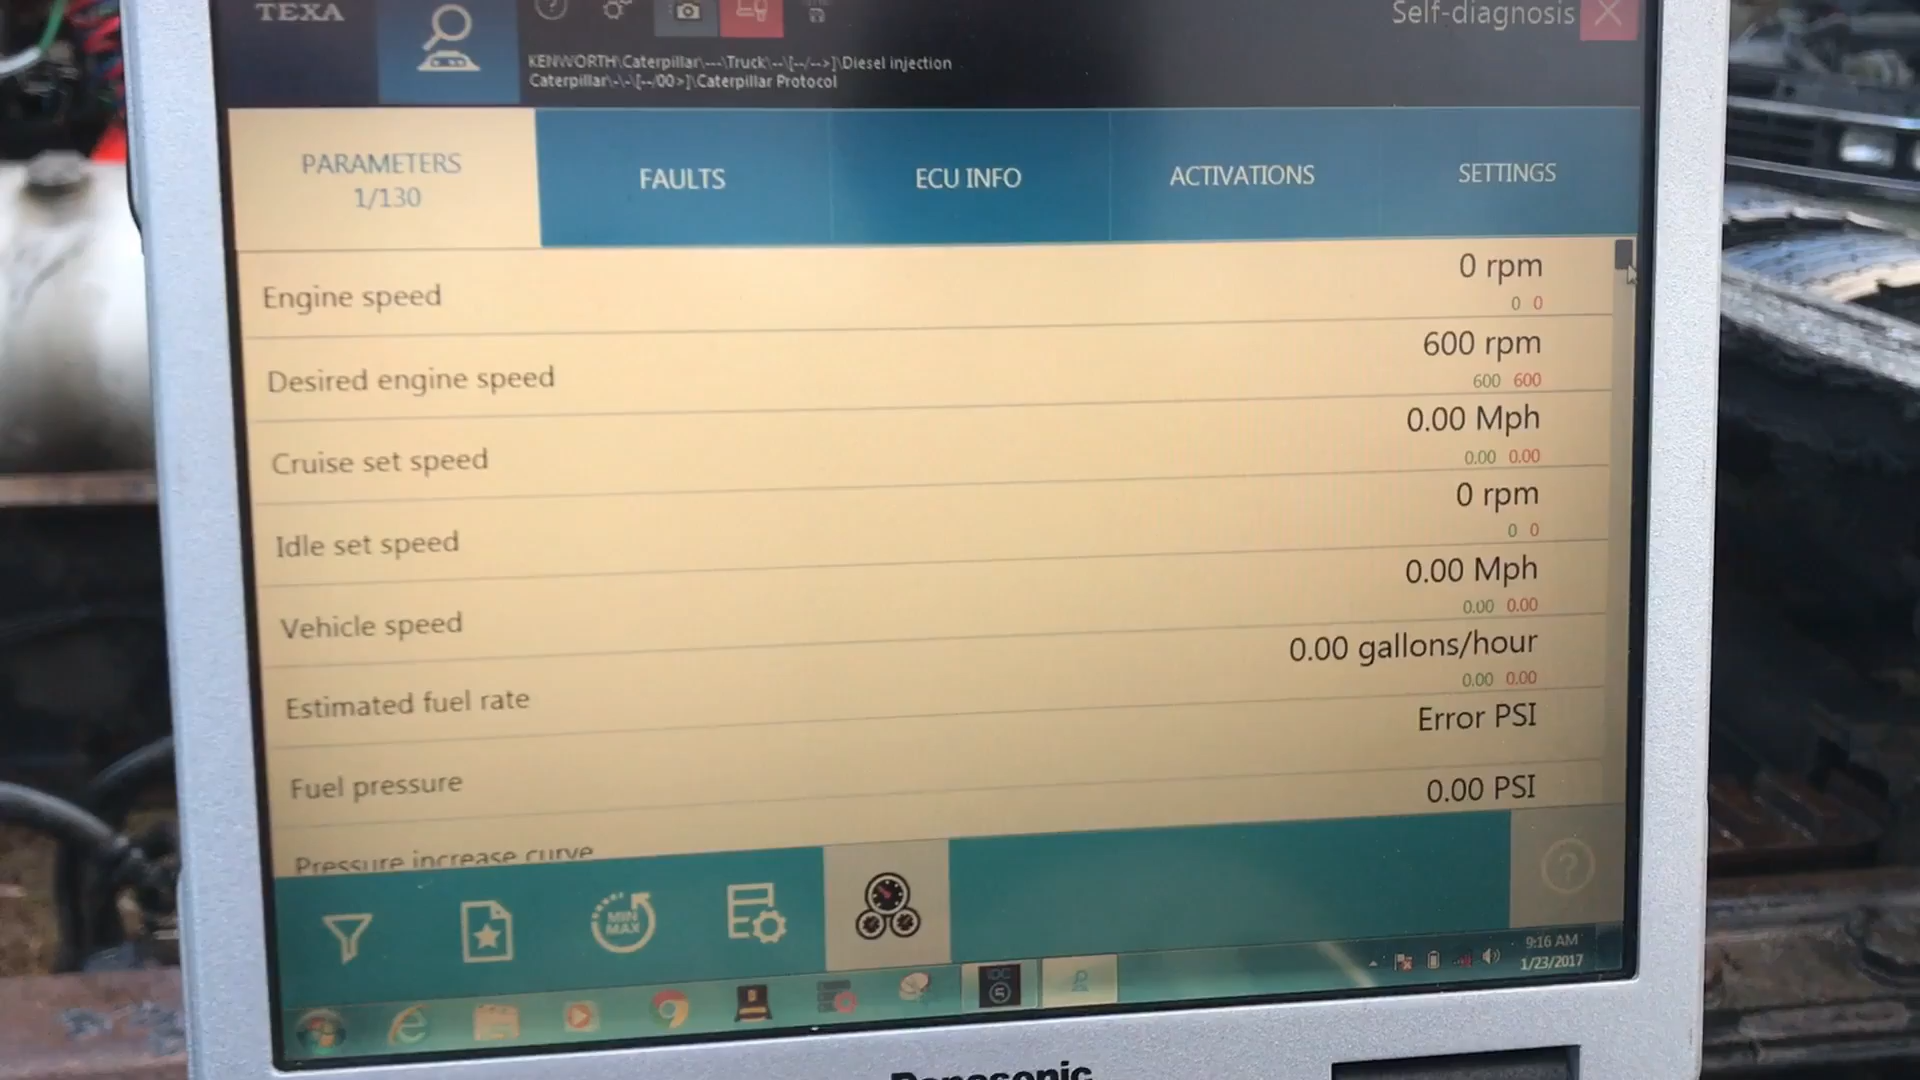 TEXA
Self-diagnosis
KENWORTH\Caterpillar\---\Truck\--\[--/-->]\Diesel injection
Caterpillar\-\-\[--/00>]\Caterpillar Protocol
PARAMETERS
1/130
FAULTS
ECU INFO
ACTIVATIONS
SETTINGS
Engine speed
0 rpm
0 0
Desired engine speed
600 rpm
600 600
Cruise set speed
0.00 Mph
0.00 0.00
Idle set speed
0 rpm
0 0
Vehicle speed
0.00 Mph
0.00 0.00
Estimated fuel rate
0.00 gallons/hour
0.00 0.00
Fuel pressure
Error PSI
Pressure increase curve
0.00 PSI
MIN
MAX
?
IDC
5
9:16 AM
1/23/2017
Panasonic